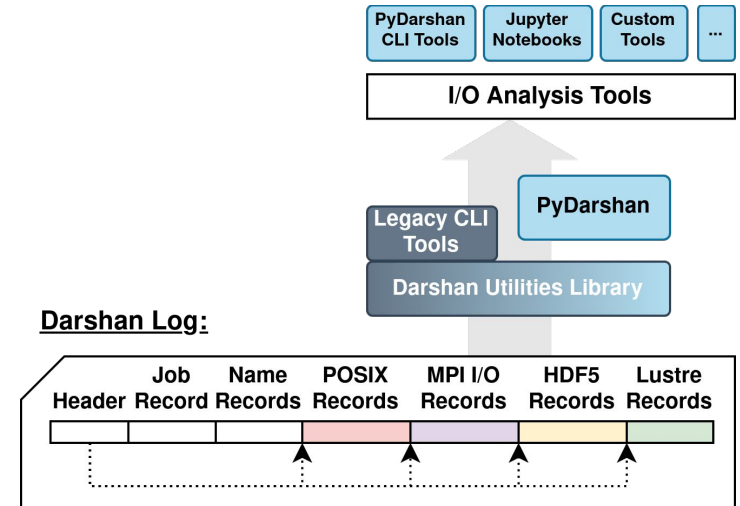 PyDarshan
CLI Tools
Jupyter
Notebooks
Custom
Tools
...
I/O Analysis Tools
PyDarshan
Legacy CLI
Tools
Darshan Utilities Library
Darshan Log:
Header
Job
Record
Name
Records
POSIX
Records
MPI I/O
Records
HDF5
Records
Lustre
Records